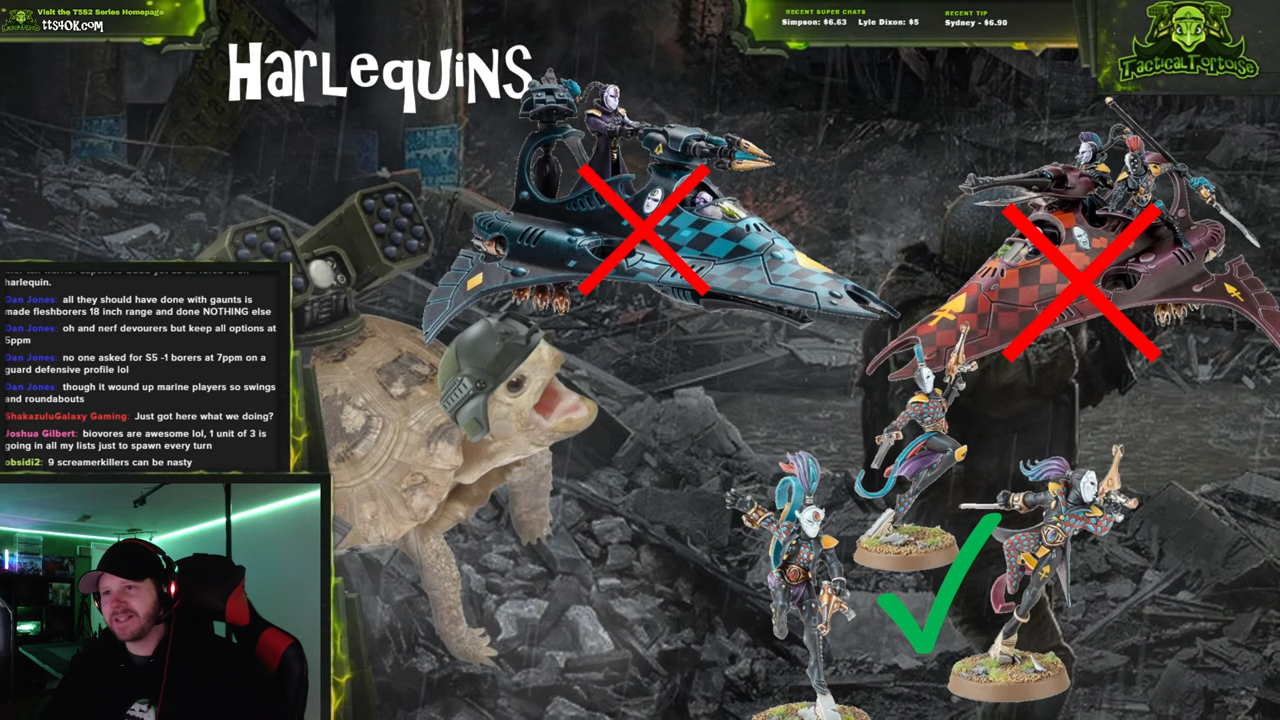 Visit the T5S2 Series Homepage
ttS40K.com
RECENT SUPER CHATS
Simpson: $6.63 Lyle Dixon: $5
RECENT TIP
Sydney - $6.90
TacticalTortoise
HARLEQUINS
harlequin.
Dan Jones: all they should have done with gaunts is
made fleshborers 18 inch range and done NOTHING else
Dan Jones: oh and nerf devourers but keep all options at
5ppm
Dan Jones: no one asked for S5 -1 borers at 7ppm on a
guard defensive profile lol
Dan Jones: though it wound up marine players so swings
and roundabouts
ShakazuluGalaxy Gaming: Just got here what we doing?
Joshua Gilbert: biovores are awesome lol, 1 unit of 3 is
going in all my lists just to spawn every turn
obsidi2: 9 screamerkillers can be nasty